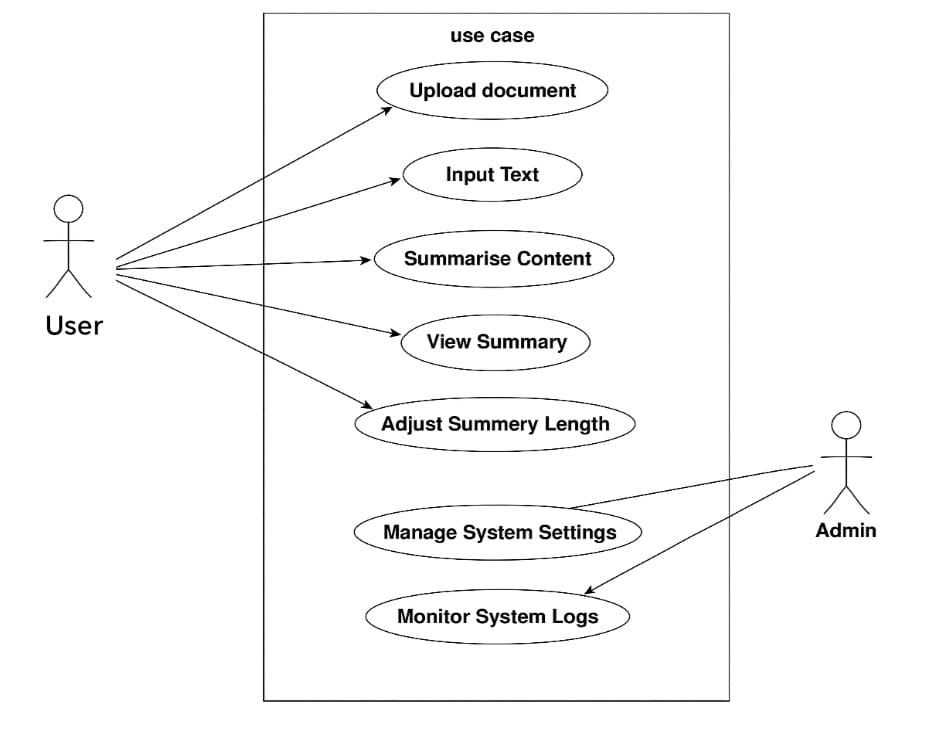 use case
Upload document
Input Text
Summarise Content
View Summary
Adjust Summery Length
User
Manage System Settings
Monitor System Logs
Admin